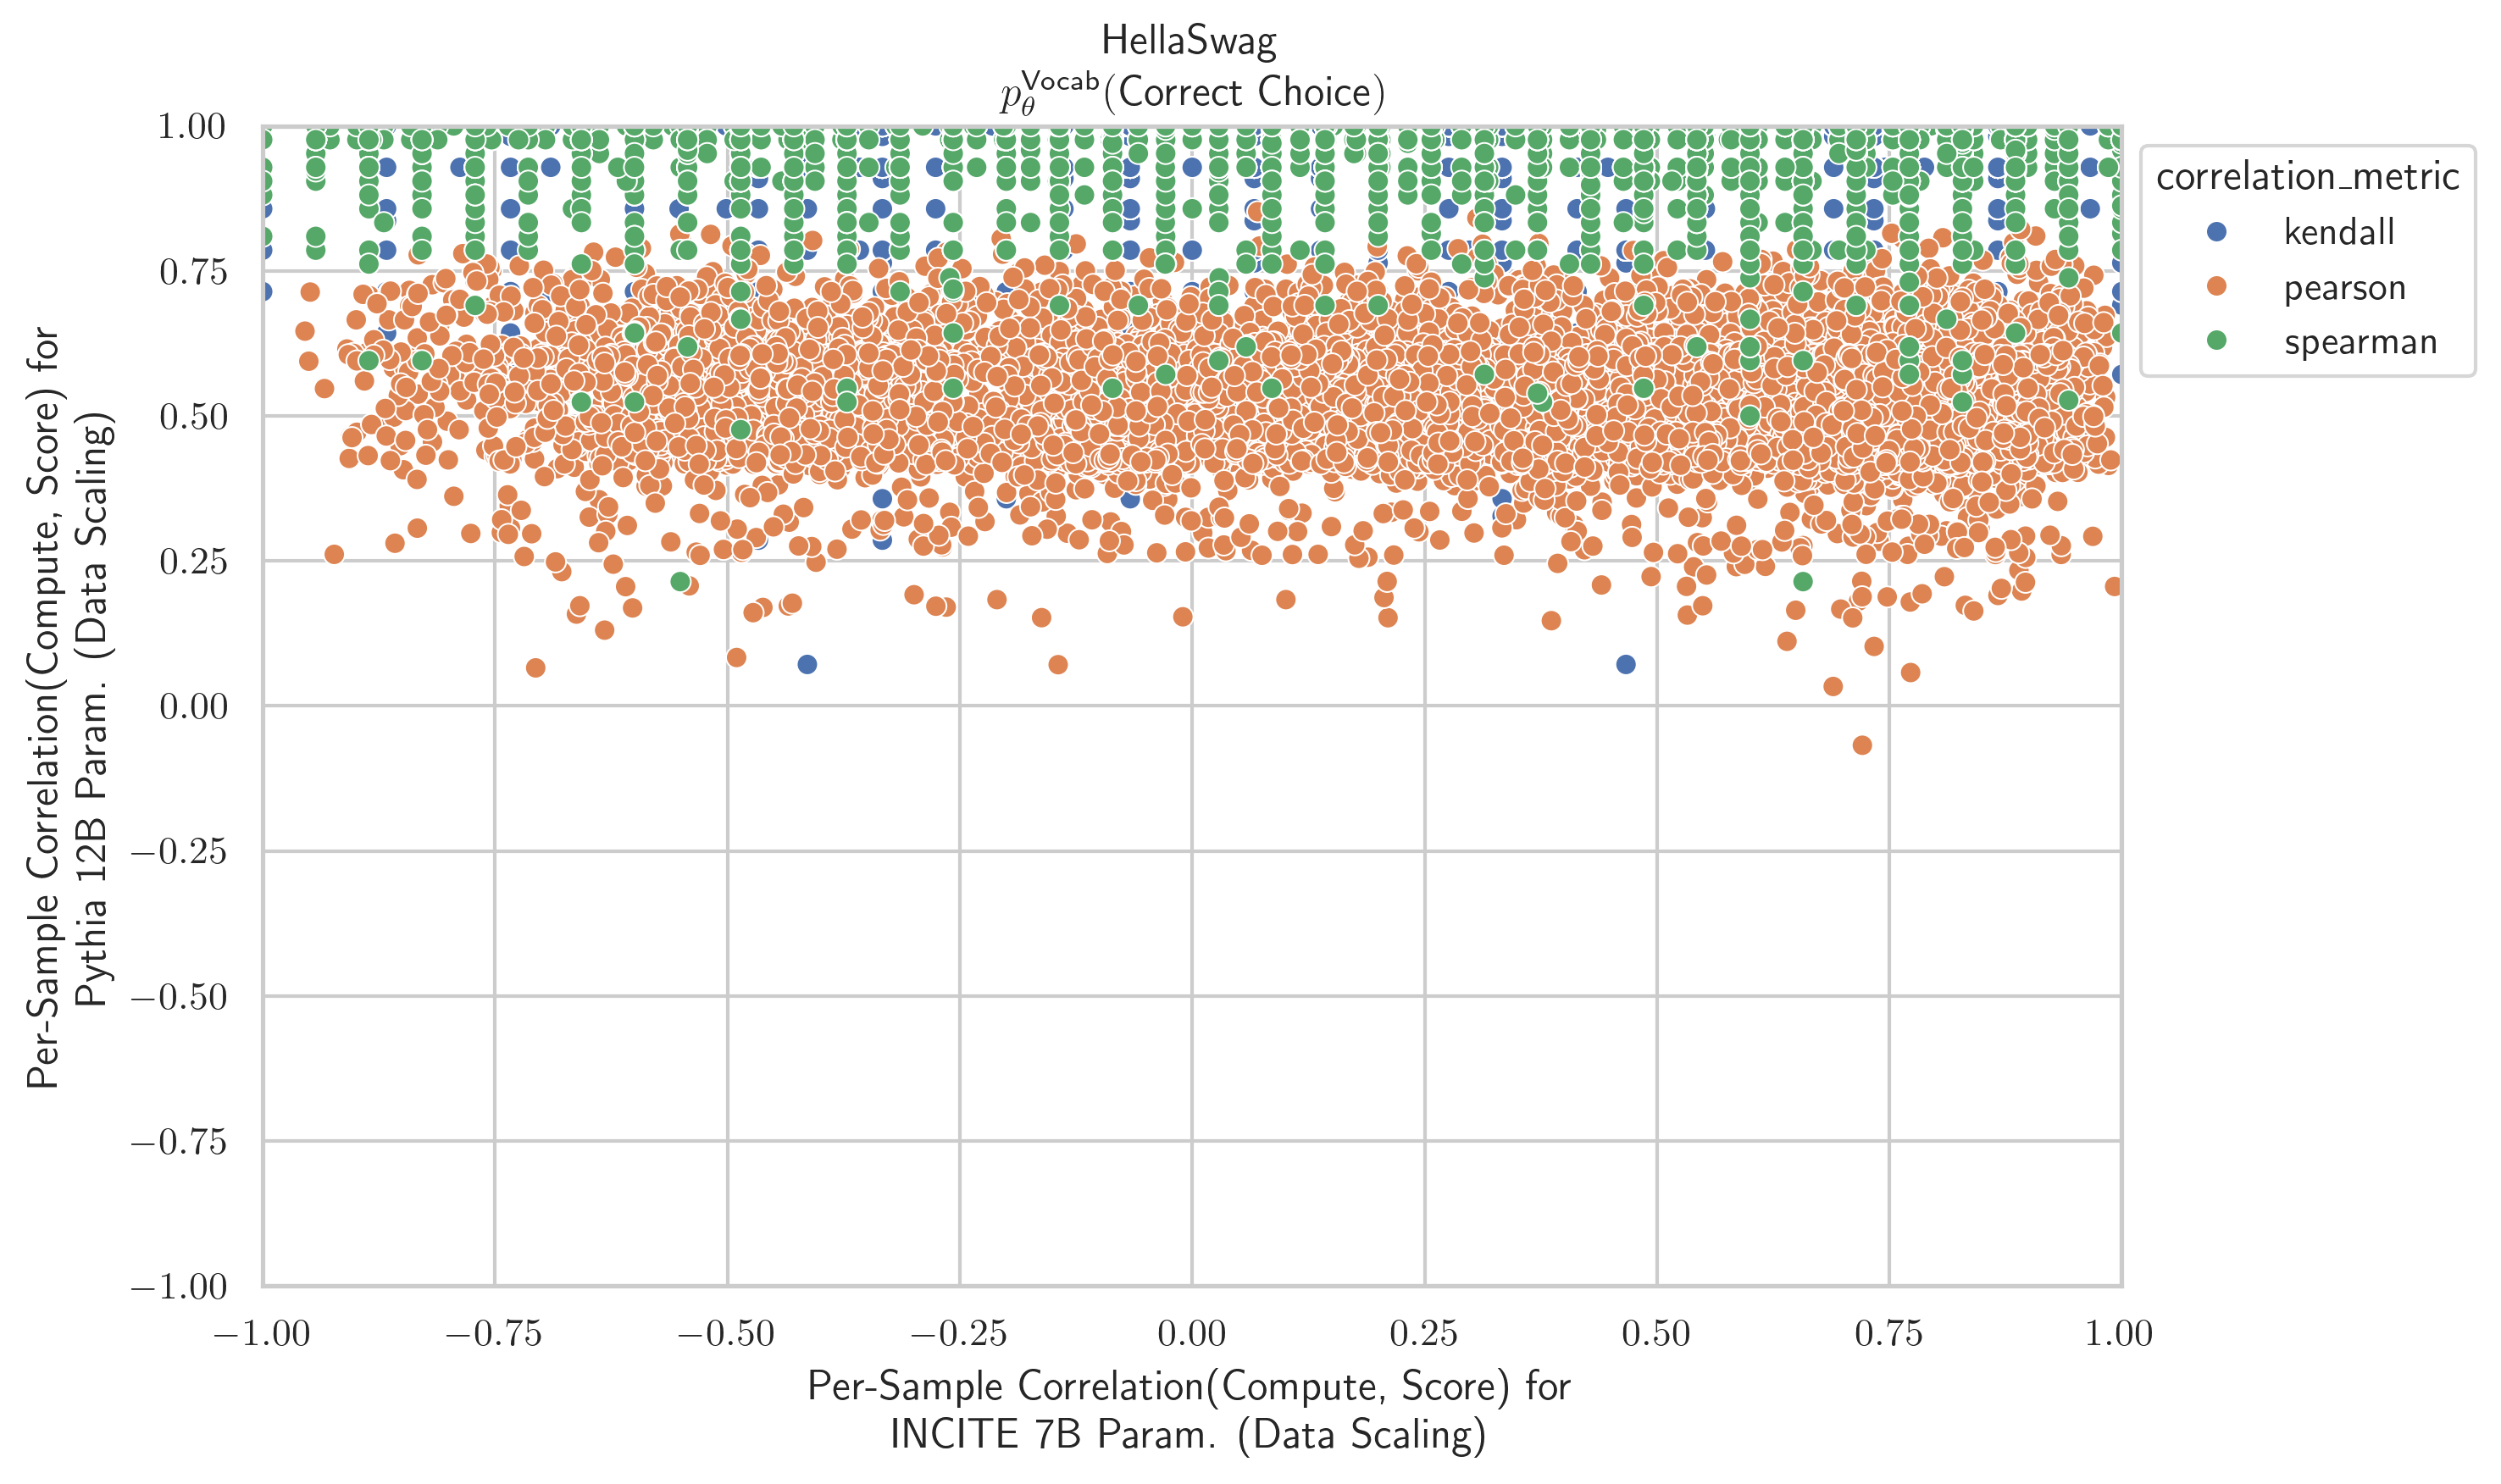 HellaSwag
p_θ^Vocab(Correct Choice)
1.00
0.75
0.50
0.25
0.00
−0.25
−0.50
−0.75
−1.00
Per-Sample Correlation(Compute, Score) for
Pythia 12B Param. (Data Scaling)
−1.00 −0.75 −0.50 −0.25 0.00 0.25 0.50 0.75 1.00
Per-Sample Correlation(Compute, Score) for
INCITE 7B Param. (Data Scaling)
correlation_metric
kendall
pearson
spearman